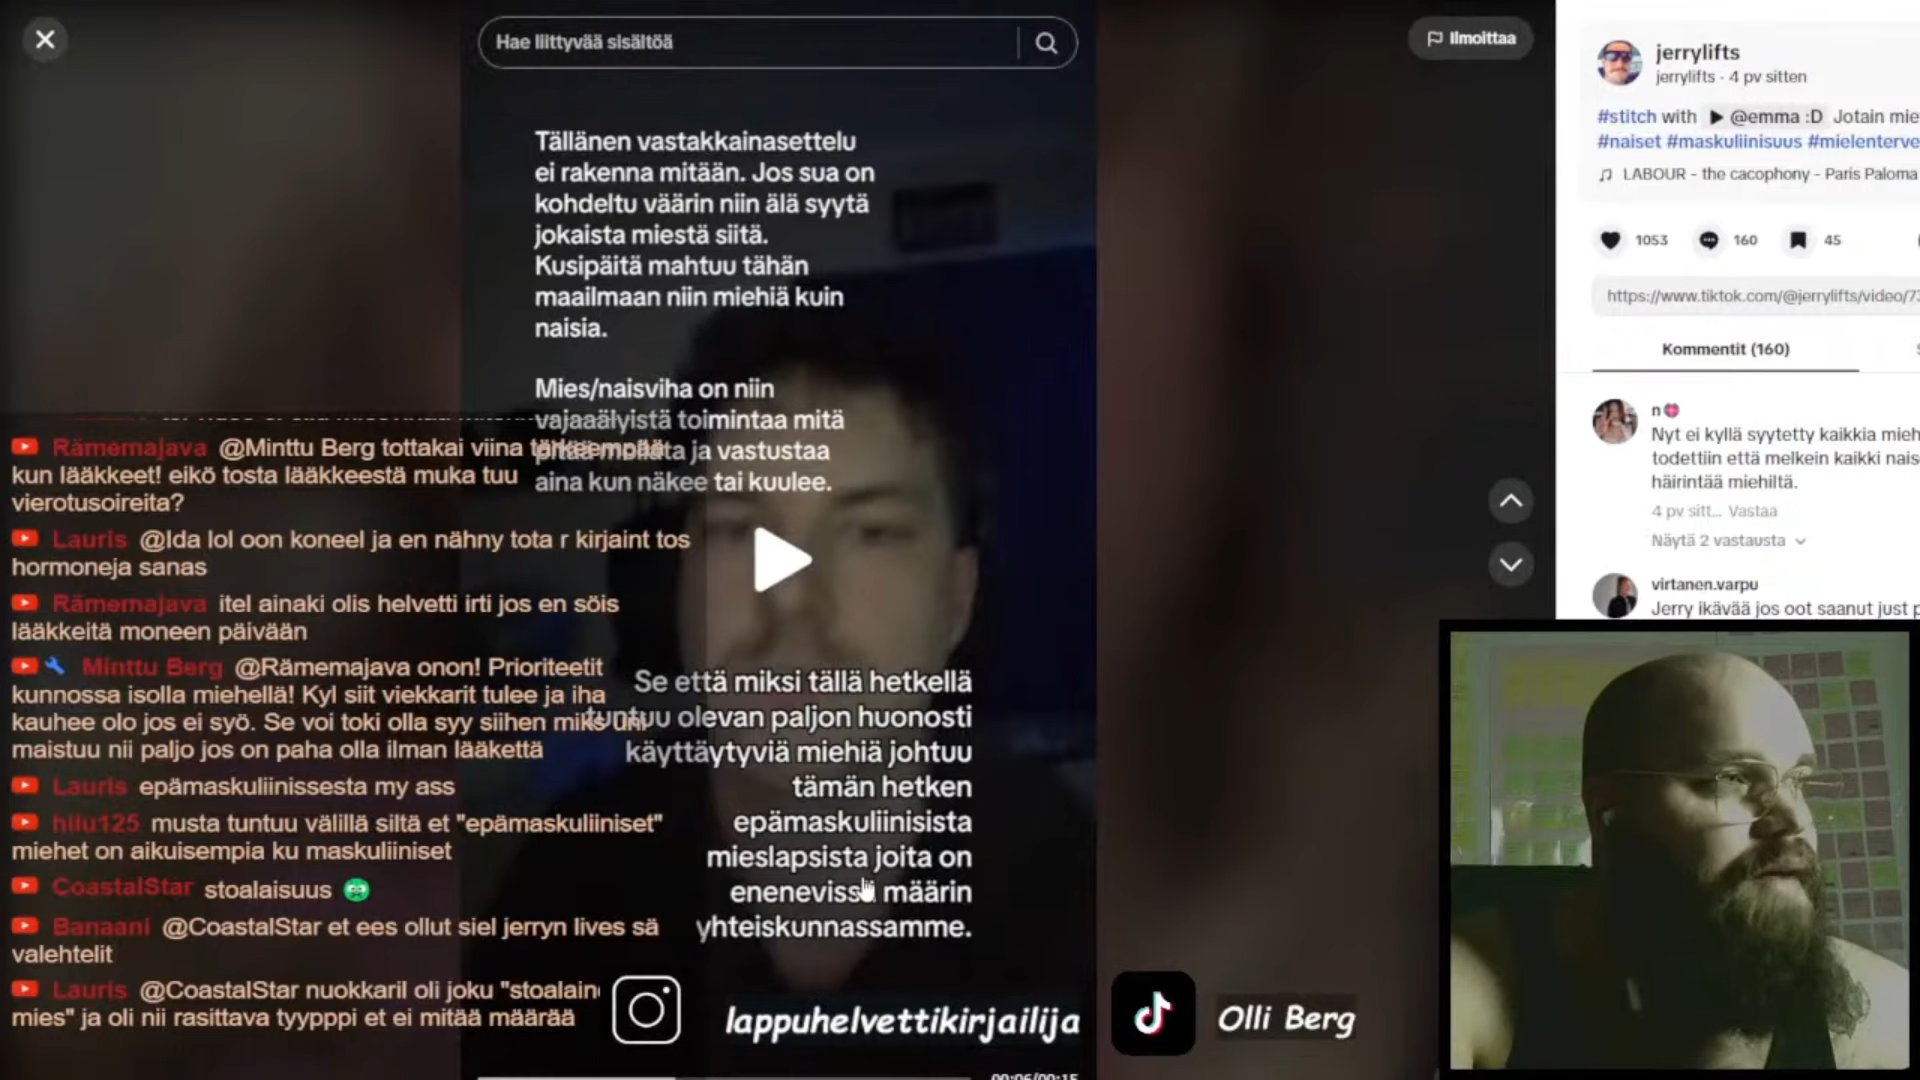 Hae liittyvää sisältöä
Ilmoittaa
Tällänen vastakkainasettelu
ei rakenna mitään. Jos sua on
kohdeltu väärin niin älä syytä
jokaista miestä siitä.
Kusipäitä mahtuu tähän
maailmaan niin miehiä kuin
naisia.
Mies/naisviha on niin
vajaaälyistä toimintaa mitä
pitää mollata ja vastustaa
aina kun näkee tai kuulee.
Se että miksi tällä hetkellä
tuntuu olevan paljon huonosti
käyttäytyviä miehiä johtuu
tämän hetken
epämaskuliinisista
mieslapsista joita on
enenevissä määrin
yhteiskunnassamme.
Rämemajava @Minttu Berg tottakai viina tärkeempää
kun lääkkeet! eikö tosta lääkkeestä muka tuu
vierotusoireita?
Lauris @Ida lol oon koneel ja en nähny tota r kirjaint tos
hormoneja sanas
Rämemajava itel ainaki olis helvetti irti jos en söis
lääkkeitä moneen päivään
Minttu Berg @Rämemajava onon! Prioriteetit
kunnossa isolla miehellä! Kyl siit viekkarit tulee ja iha
kauhee olo jos ei syö. Se voi toki olla syy siihen miks uni
maistuu nii paljo jos on paha olla ilman lääkettä
Lauris epämaskuliinissesta my ass
hilu125 musta tuntuu välillä siltä et "epämaskuliiniset"
miehet on aikuisempia ku maskuliiniset
CoastalStar stoalaisuus
Banaani @CoastalStar et ees ollut siel jerryn lives sä
valehtelit
Lauris @CoastalStar nuokkaril oli joku "stoalain
mies" ja oli nii rasittava tyypppi et ei mitää määrää
lappuhelvettikirjailija
Olli Berg
00:06/00:15
jerrylifts
jerrylifts · 4 pv sitten
#stitch with @emma :D Jotain mie
#naiset #maskuliinisuus #mielenterve
LABOUR - the cacophony - Paris Paloma
1053 160 45
https://www.tiktok.com/@jerrylifts/video/73
Kommentit (160)
n
Nyt ei kyllä syytetty kaikkia mieh
todettiin että melkein kaikki nais
häirintää miehiltä.
4 pv sitt... Vastaa
Näytä 2 vastausta
virtanen.varpu
Jerry ikävää jos oot saanut just p